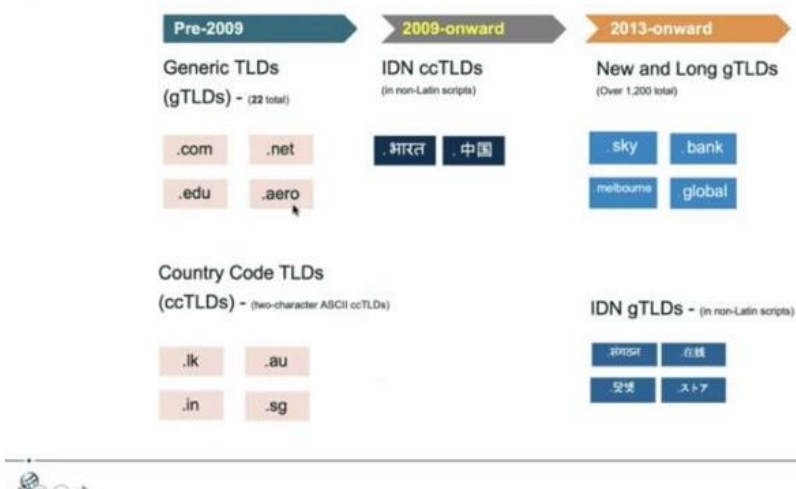 Pre-2009
2009-onward
2013-onward
Generic TLDs
(gTLDs) - (22 total)
IDN ccTLDs
(in non-Latin scripts)
New and Long gTLDs
(Over 1,200 total)
.com
.net
.भारत
.中国
.sky
.bank
.edu
.aero
.melbourne
.global
Country Code TLDs
(ccTLDs) - (two-character ASCII ccTLDs)
IDN gTLDs - (in non-Latin scripts)
.lk
.au
.संगठन
.在线
.닷넷
.ストア
.in
.sg